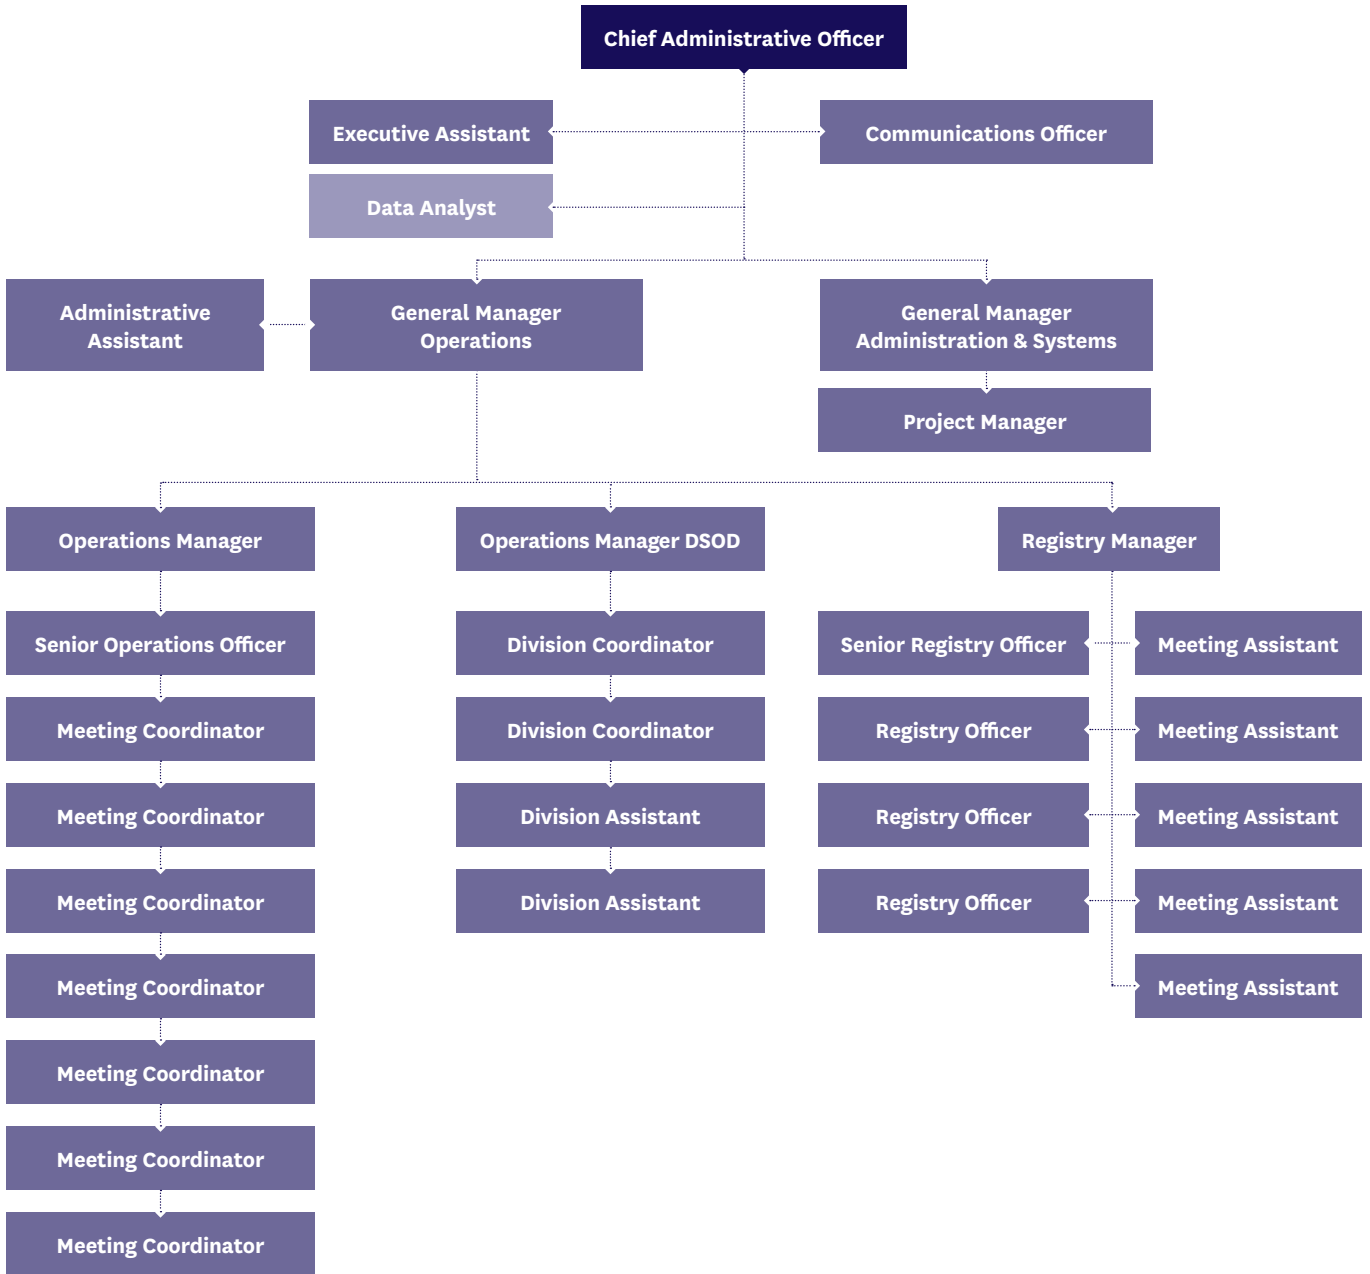 Chief Administrative Officer
Executive Assistant
Communications Officer
Data Analyst
Administrative
Assistant
General Manager
Operations
General Manager
Administration & Systems
Project Manager
Operations Manager
Operations Manager DSOD
Registry Manager
Senior Operations Officer
Division Coordinator
Senior Registry Officer
Meeting Assistant
Meeting Coordinator
Division Coordinator
Registry Officer
Meeting Assistant
Meeting Coordinator
Division Assistant
Registry Officer
Meeting Assistant
Meeting Coordinator
Division Assistant
Registry Officer
Meeting Assistant
Meeting Coordinator
Meeting Assistant
Meeting Coordinator
Meeting Coordinator
Meeting Coordinator